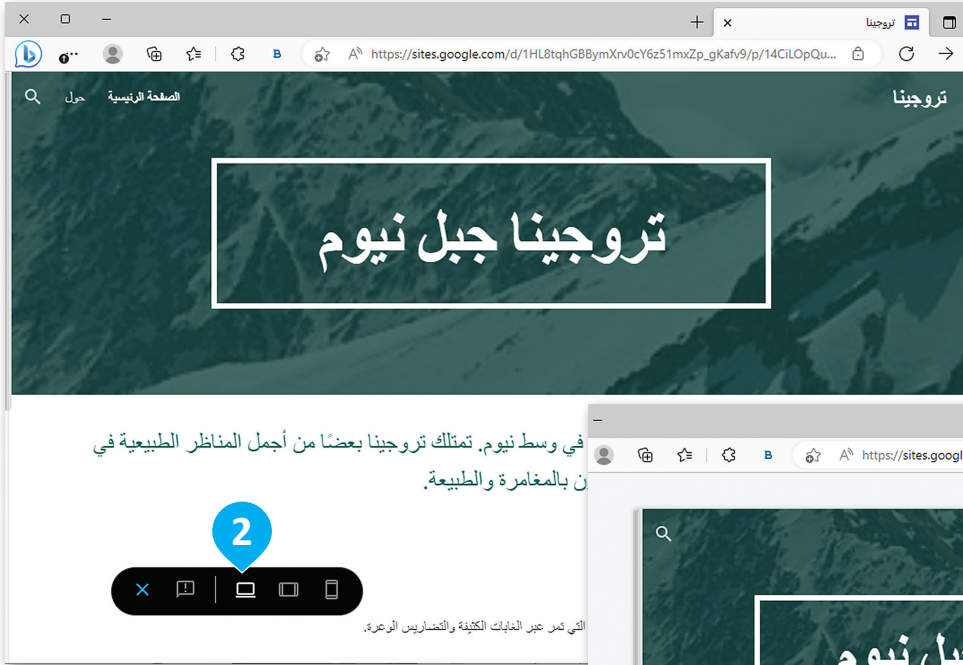 تروجينا
https://sites.google.com/d/1HL8tqhGBBymXrv0cY6z51mxZp_gKafv9/p/14CiLOpQu...
B
تروجينا
الصفحة الرئيسية
حول
تروجينا جبل نيوم
في وسط نيوم. تمتلك تروجينا بعضًا من أجمل المناظر الطبيعية في
ن بالمغامرة والطبيعة.
2
التي تمر عبر الغابات الكثيفة والتضاريس الوعرة.
B
https://sites.googl